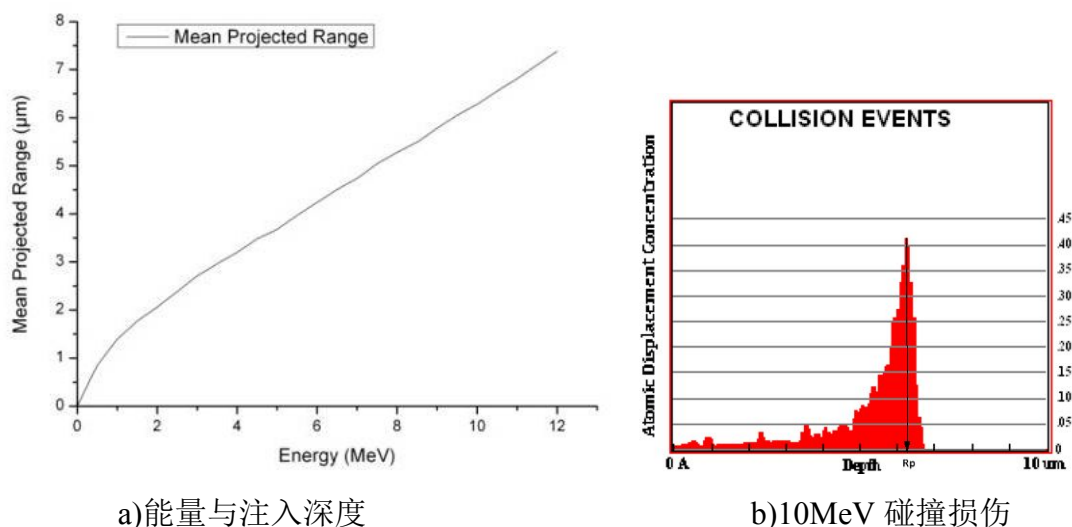 Mean Projected Range
8
7
6
5
4
3
2
1
0
Mean Projected Range (μm)
0 2 4 6 8 10 12
Energy (MeV)
COLLISION EVENTS
Atomic Displacement Concentration
.45
.40
.35
.30
.25
.20
.15
.10
.05
0
0 A Depth Rp 10 um
a)能量与注入深度
b)10MeV 碰撞损伤